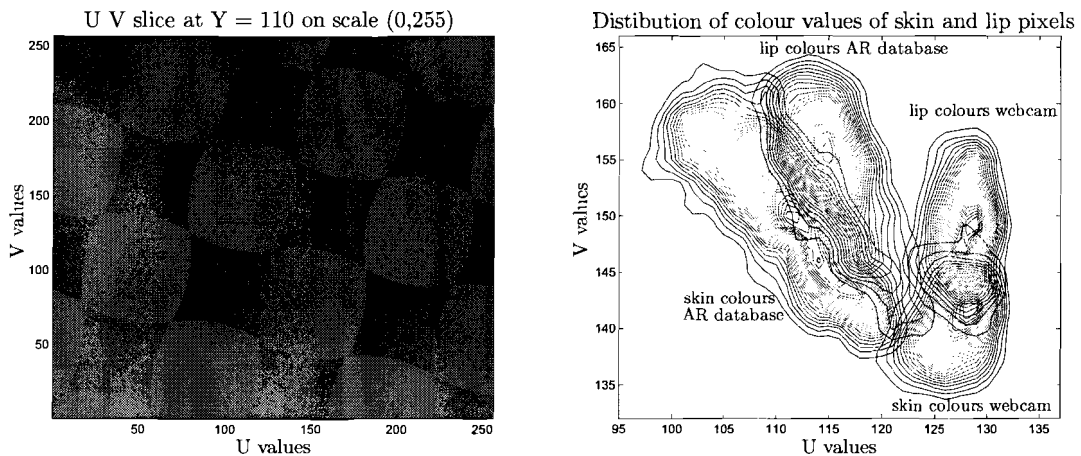 U V slice at Y = 110 on scale (0,255)
250
200
150
100
50
V values
50
100
150
200
250
U values
Distibution of colour values of skin and lip pixels
165
160
155
150
145
140
135
V values
lip colours AR database
lip colours webcam
skin colours
AR database
skin colours webcam
95
100
105
110
115
120
125
130
135
U values